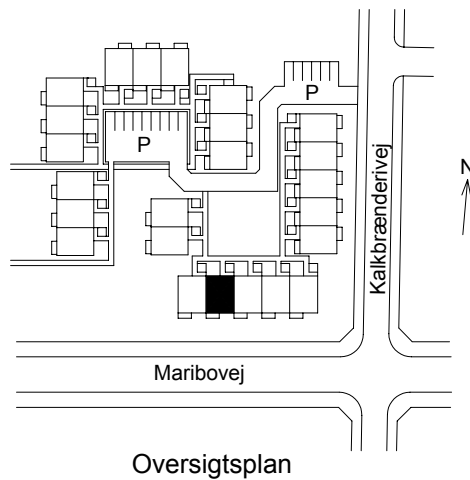 P
P
N
Kalkbrænderivej
Maribovej
Oversigtsplan